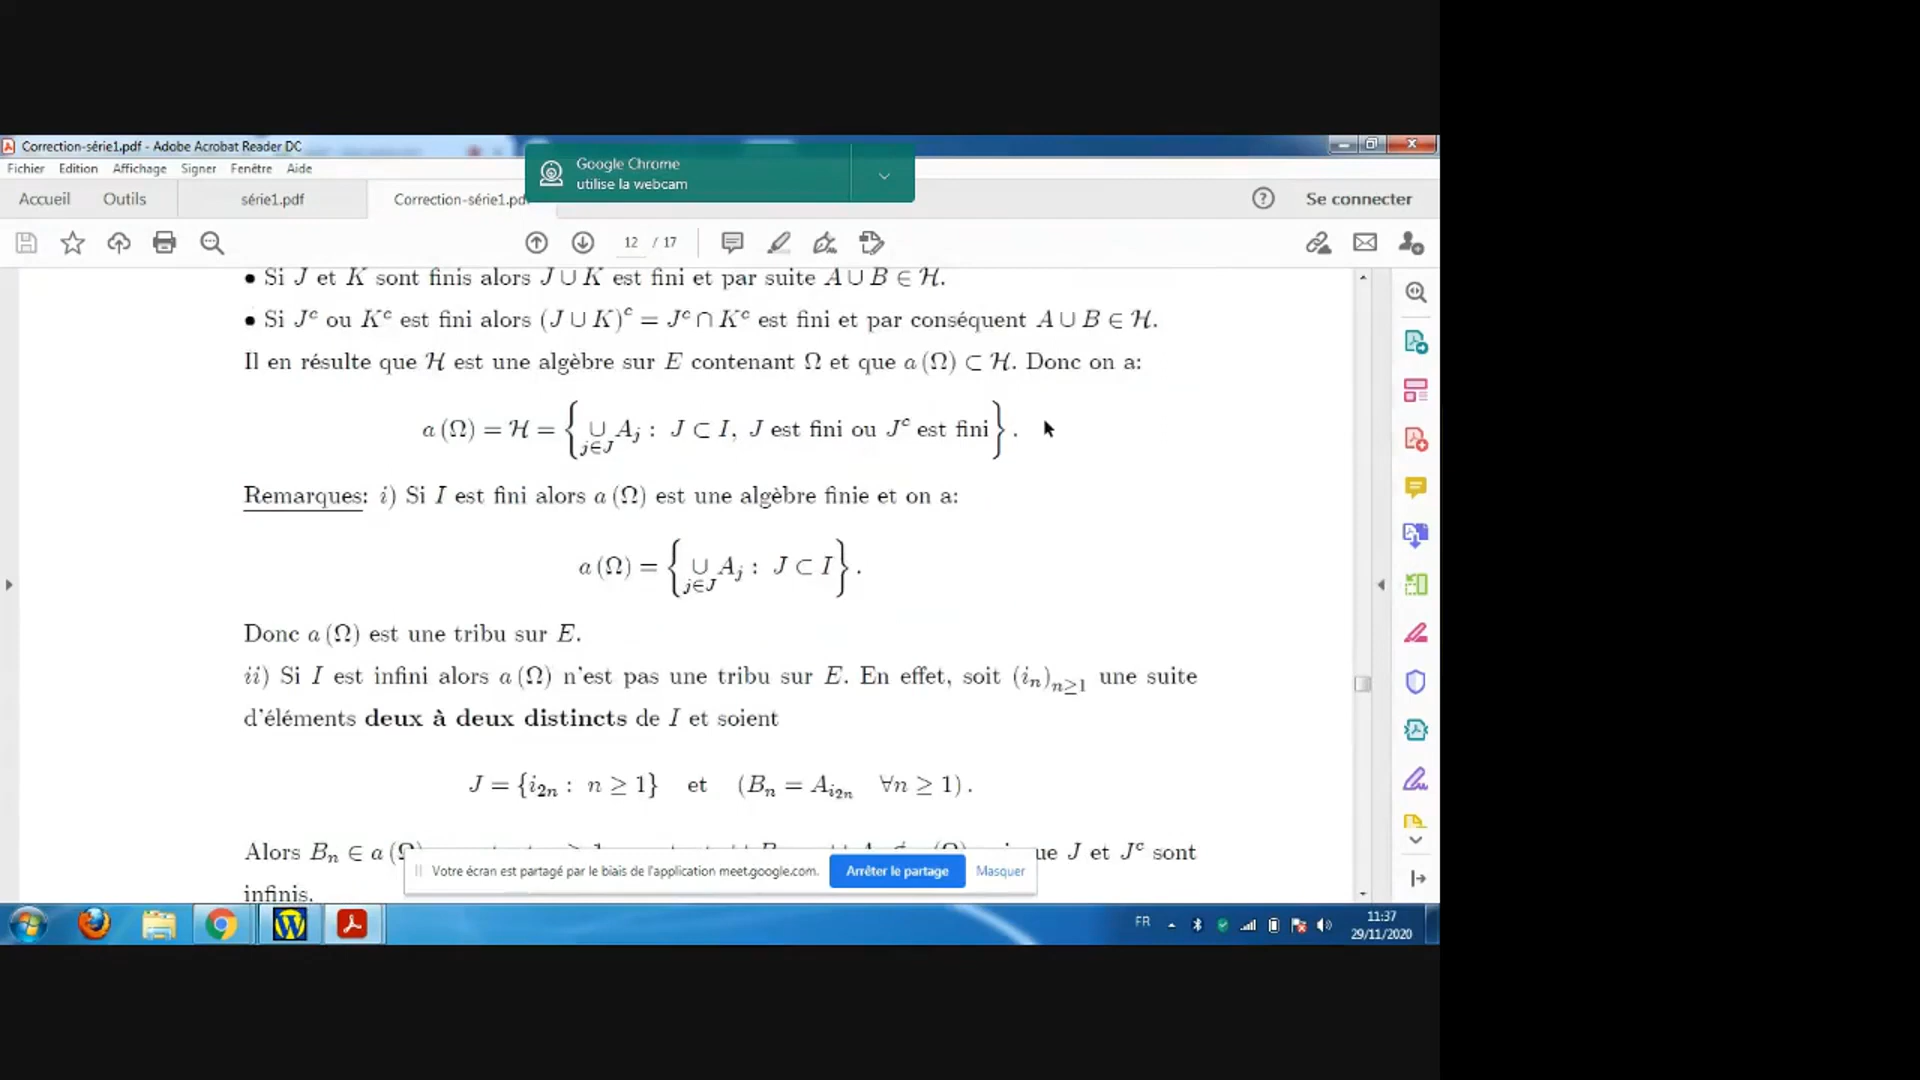 Correction-série1.pdf - Adobe Acrobat Reader DC
Fichier Edition Affichage Signer Fenêtre Aide
Google Chrome
utilise la webcam
Accueil Outils série1.pdf Correction-série1.pd Se connecter
12 / 17
• Si J et K sont finis alors J ∪ K est fini et par suite A ∪ B ∈ ℋ.
• Si Jᶜ ou Kᶜ est fini alors (J ∪ K)ᶜ = Jᶜ ∩ Kᶜ est fini et par conséquent A ∪ B ∈ ℋ.
Il en résulte que ℋ est une algèbre sur E contenant Ω et que a (Ω) ⊂ ℋ. Donc on a:
a (Ω) = ℋ = { ∪_{j∈J} A_j : J ⊂ I, J est fini ou Jᶜ est fini } .
Remarques: i) Si I est fini alors a (Ω) est une algèbre finie et on a:
a (Ω) = { ∪_{j∈J} A_j : J ⊂ I } .
Donc a (Ω) est une tribu sur E.
ii) Si I est infini alors a (Ω) n'est pas une tribu sur E. En effet, soit (i_n)_{n≥1} une suite
d'éléments deux à deux distincts de I et soient
J = {i_{2n} : n ≥ 1} et (B_n = A_{i_{2n}} ∀n ≥ 1) .
Alors B_n ∈ a (Ω ue J et Jᶜ sont
infinis.
Votre écran est partagé par le biais de l'application meet.google.com. Arrêter le partage Masquer
FR 11:37
29/11/2020